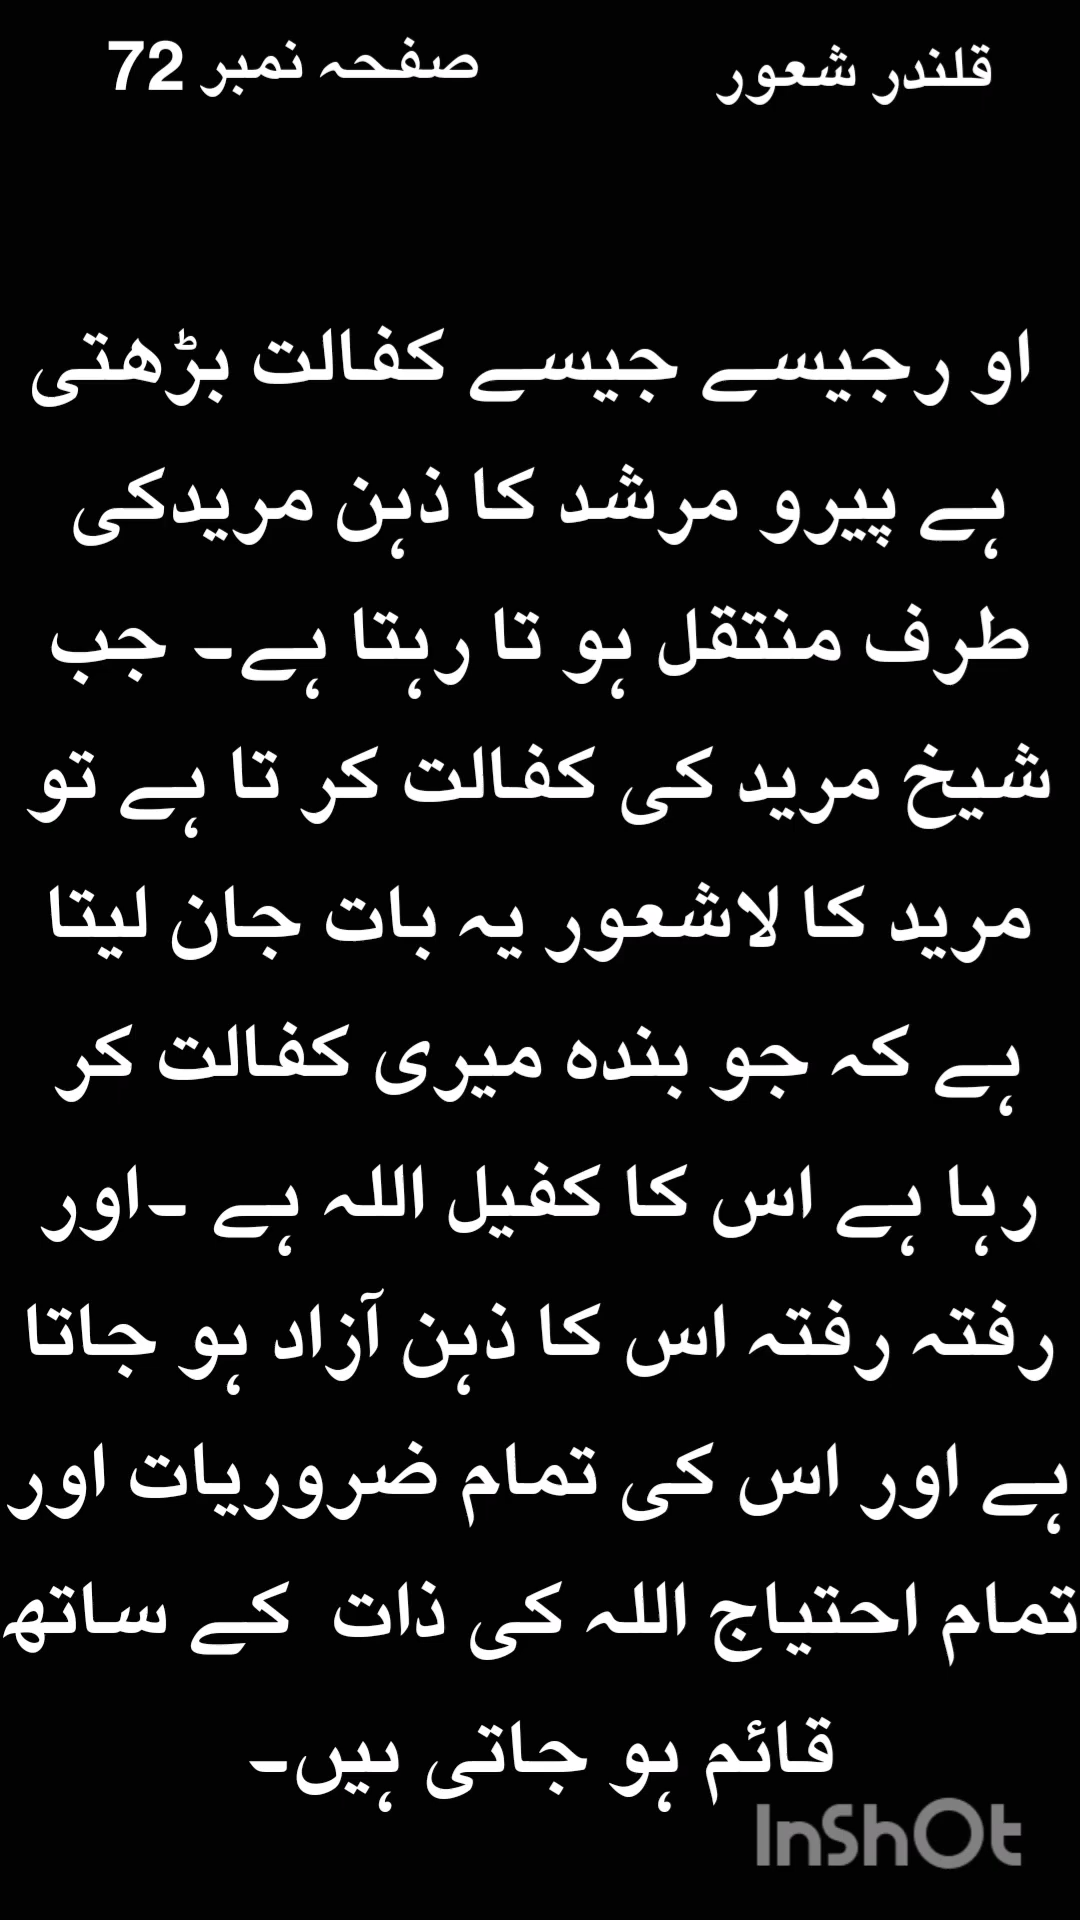 قلندر شعور صفحہ نمبر 72
او رجیسے جیسے کفالت بڑھتی
ہے پیرو مرشد کا ذہن مریدکی
طرف منتقل ہو تا رہتا ہے۔ جب
شیخ مرید کی کفالت کر تا ہے تو
مرید کا لاشعور یہ بات جان لیتا
ہے کہ جو بندہ میری کفالت کر
رہا ہے اس کا کفیل اللہ ہے ۔اور
رفتہ رفتہ اس کا ذہن آزاد ہو جاتا
ہے اور اس کی تمام ضروریات اور
تمام احتیاج اللہ کی ذات کے ساتھ
قائم ہو جاتی ہیں۔
InShOt